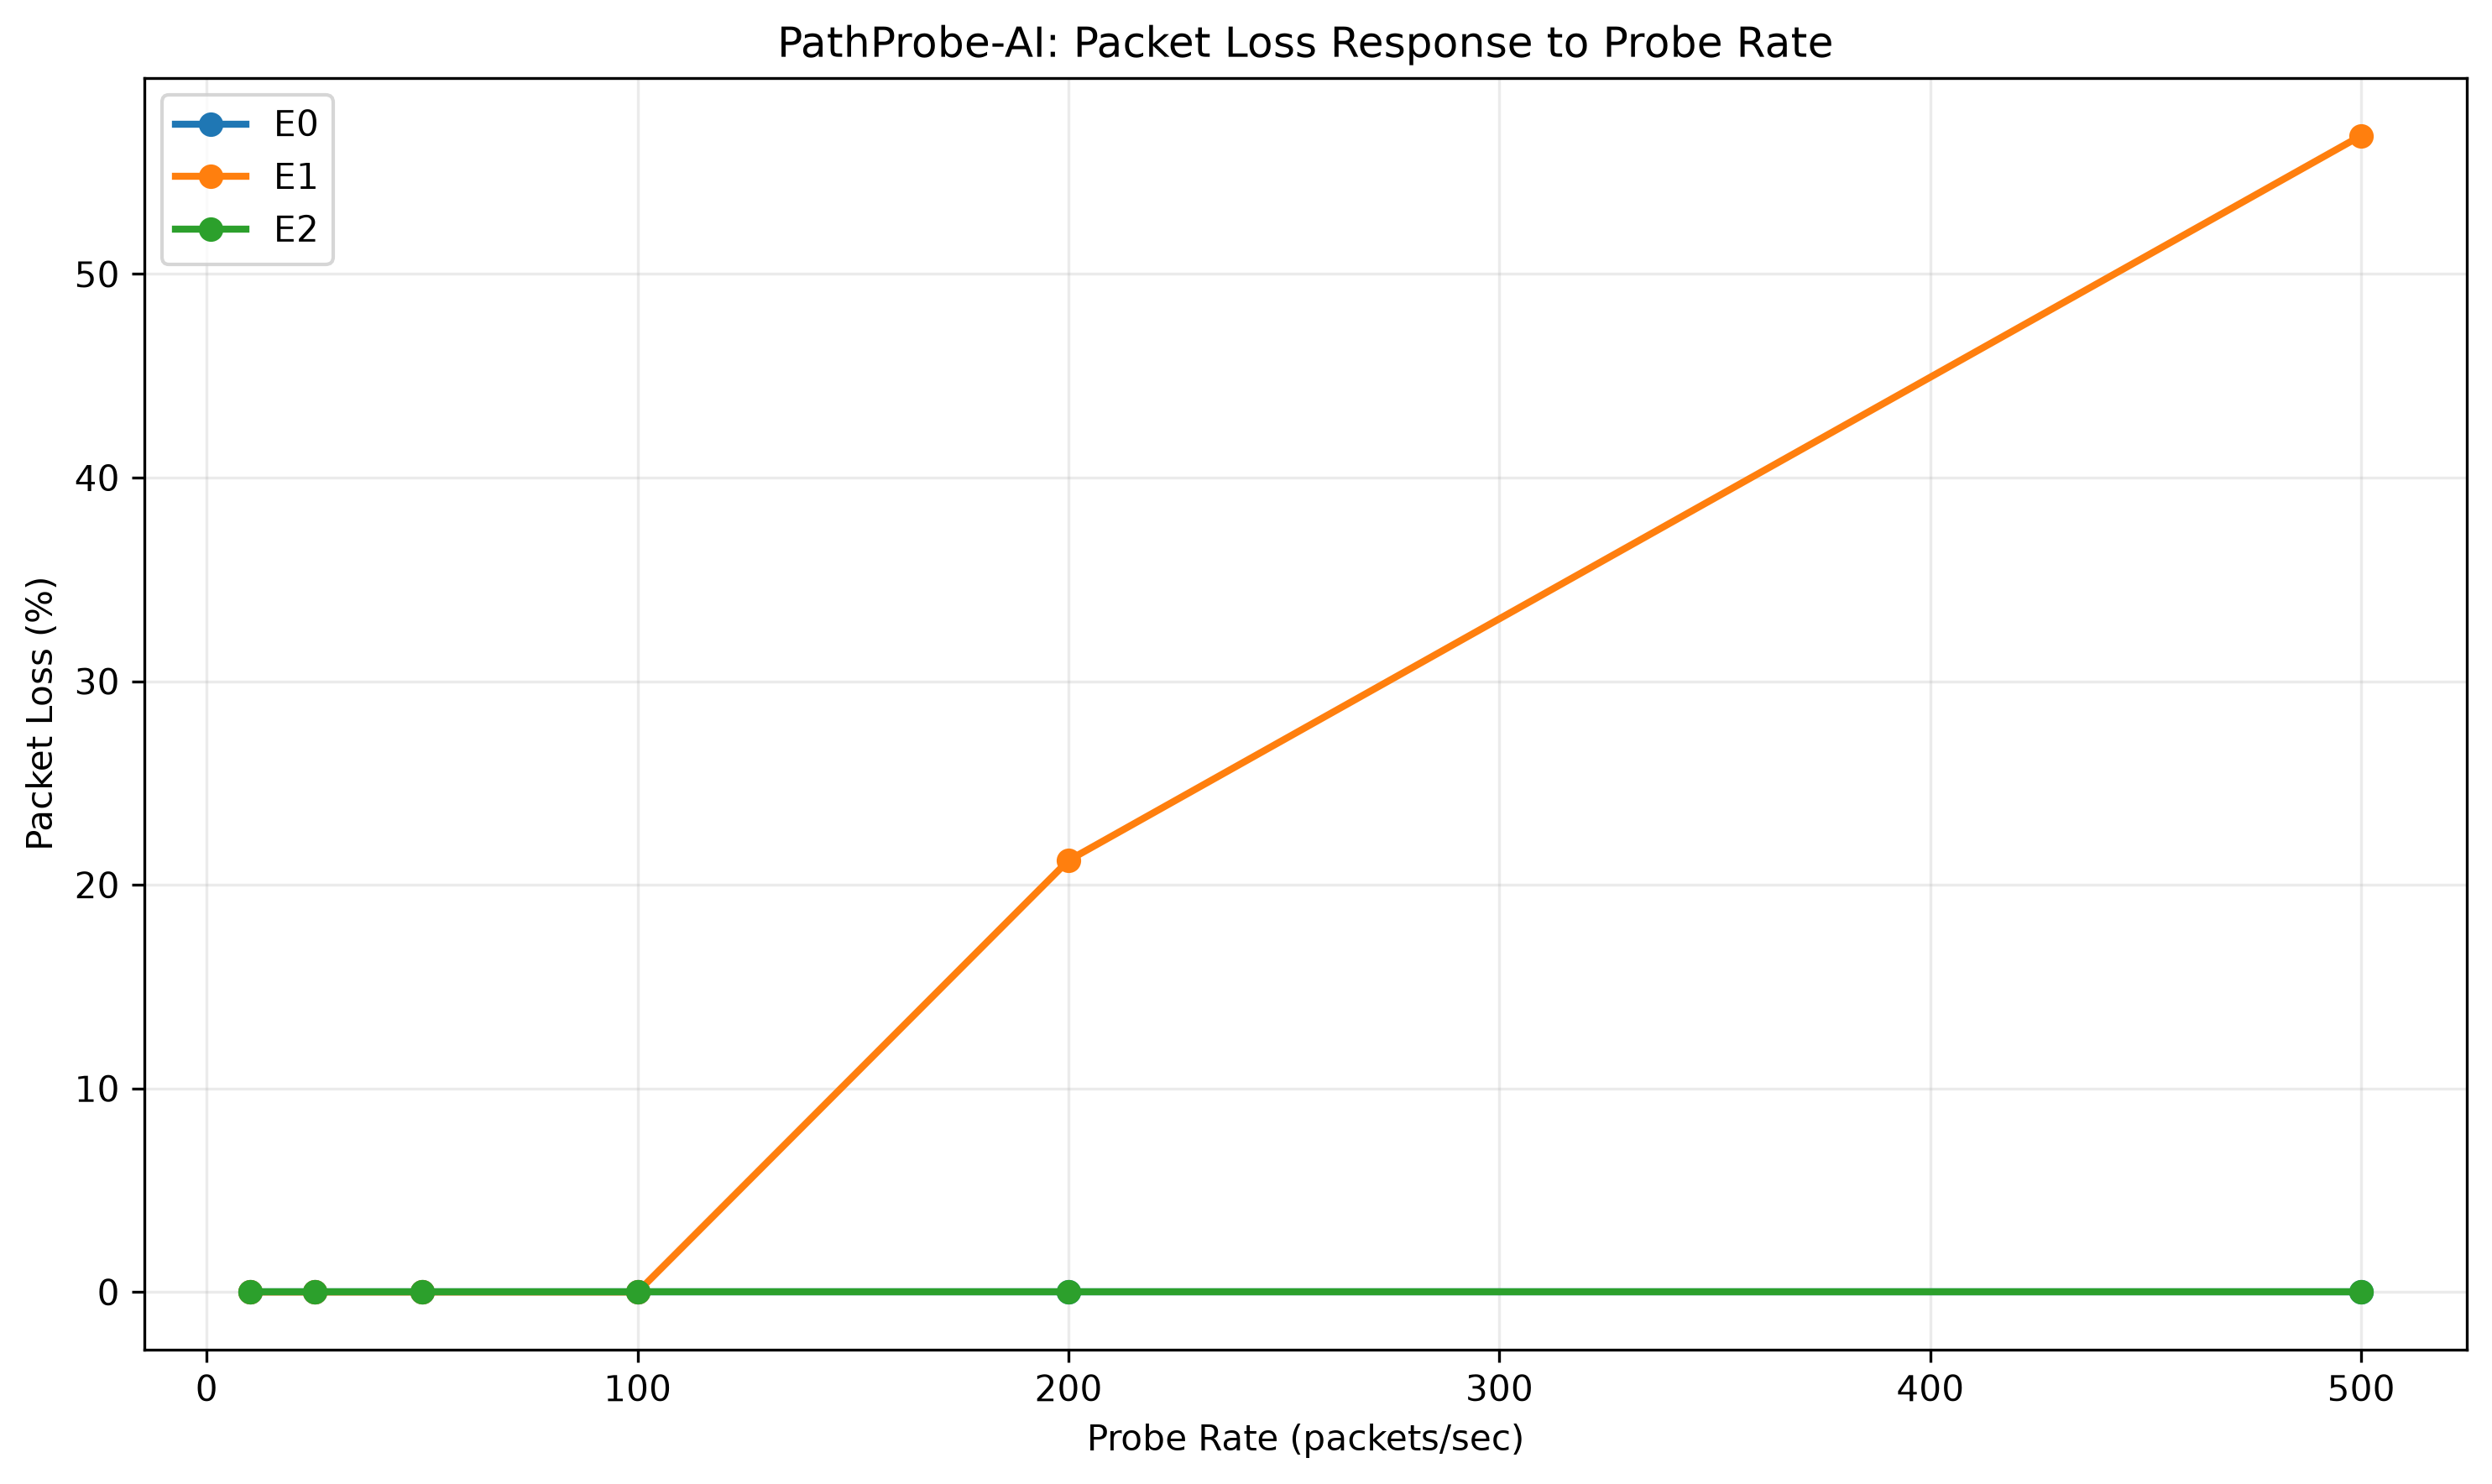 PathProbe-AI: Packet Loss Response to Probe Rate
E0
E1
E2
50
40
30
20
10
0
Packet Loss (%)
0 100 200 300 400 500
Probe Rate (packets/sec)